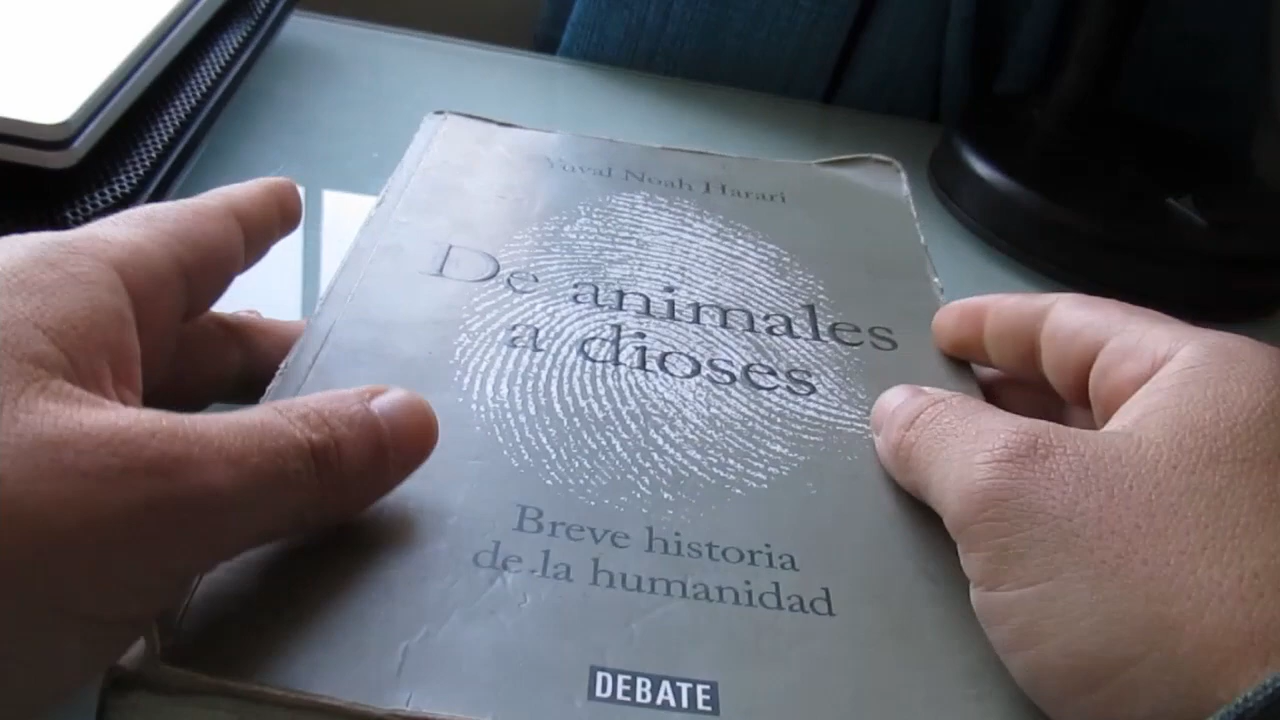 Yuval Noah Harari
De animales
a dioses
Breve historia
de la humanidad
DEBATE